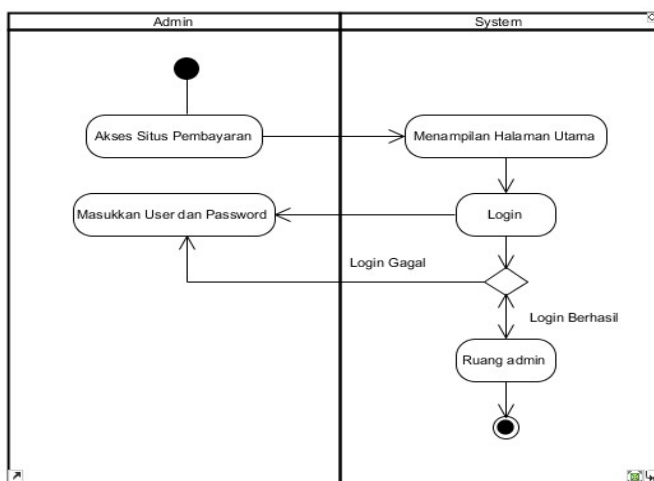 Admin
System
Akses Situs Pembayaran
Menampilan Halaman Utama
Masukkan User dan Password
Login
Login Gagal
Login Berhasil
Ruang admin